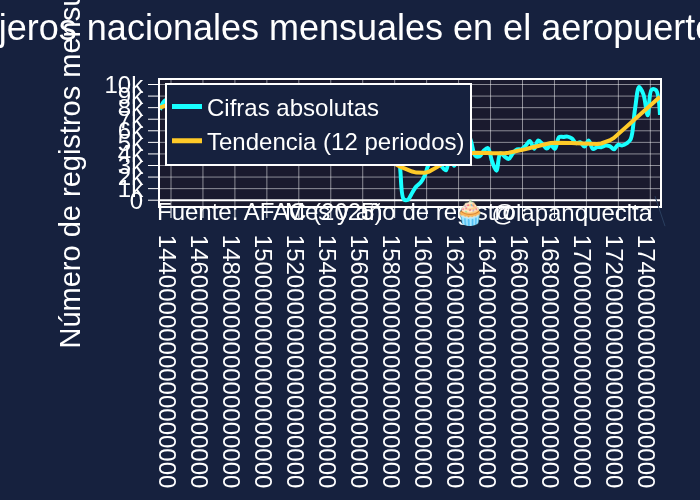 jeros nacionales mensuales en el aeropuerto
Número de registros mensu
10k
9k
8k
7k
6k
5k
4k
3k
2k
1k
0
Cifras absolutas
Tendencia (12 periodos)
Fuente: AFAC (2025)
Mes y año de registro
🧁 @lapanquecita
1440000000000000000
1460000000000000000
1480000000000000000
1500000000000000000
1520000000000000000
1540000000000000000
1560000000000000000
1580000000000000000
1600000000000000000
1620000000000000000
1640000000000000000
1660000000000000000
1680000000000000000
1700000000000000000
1720000000000000000
1740000000000000000